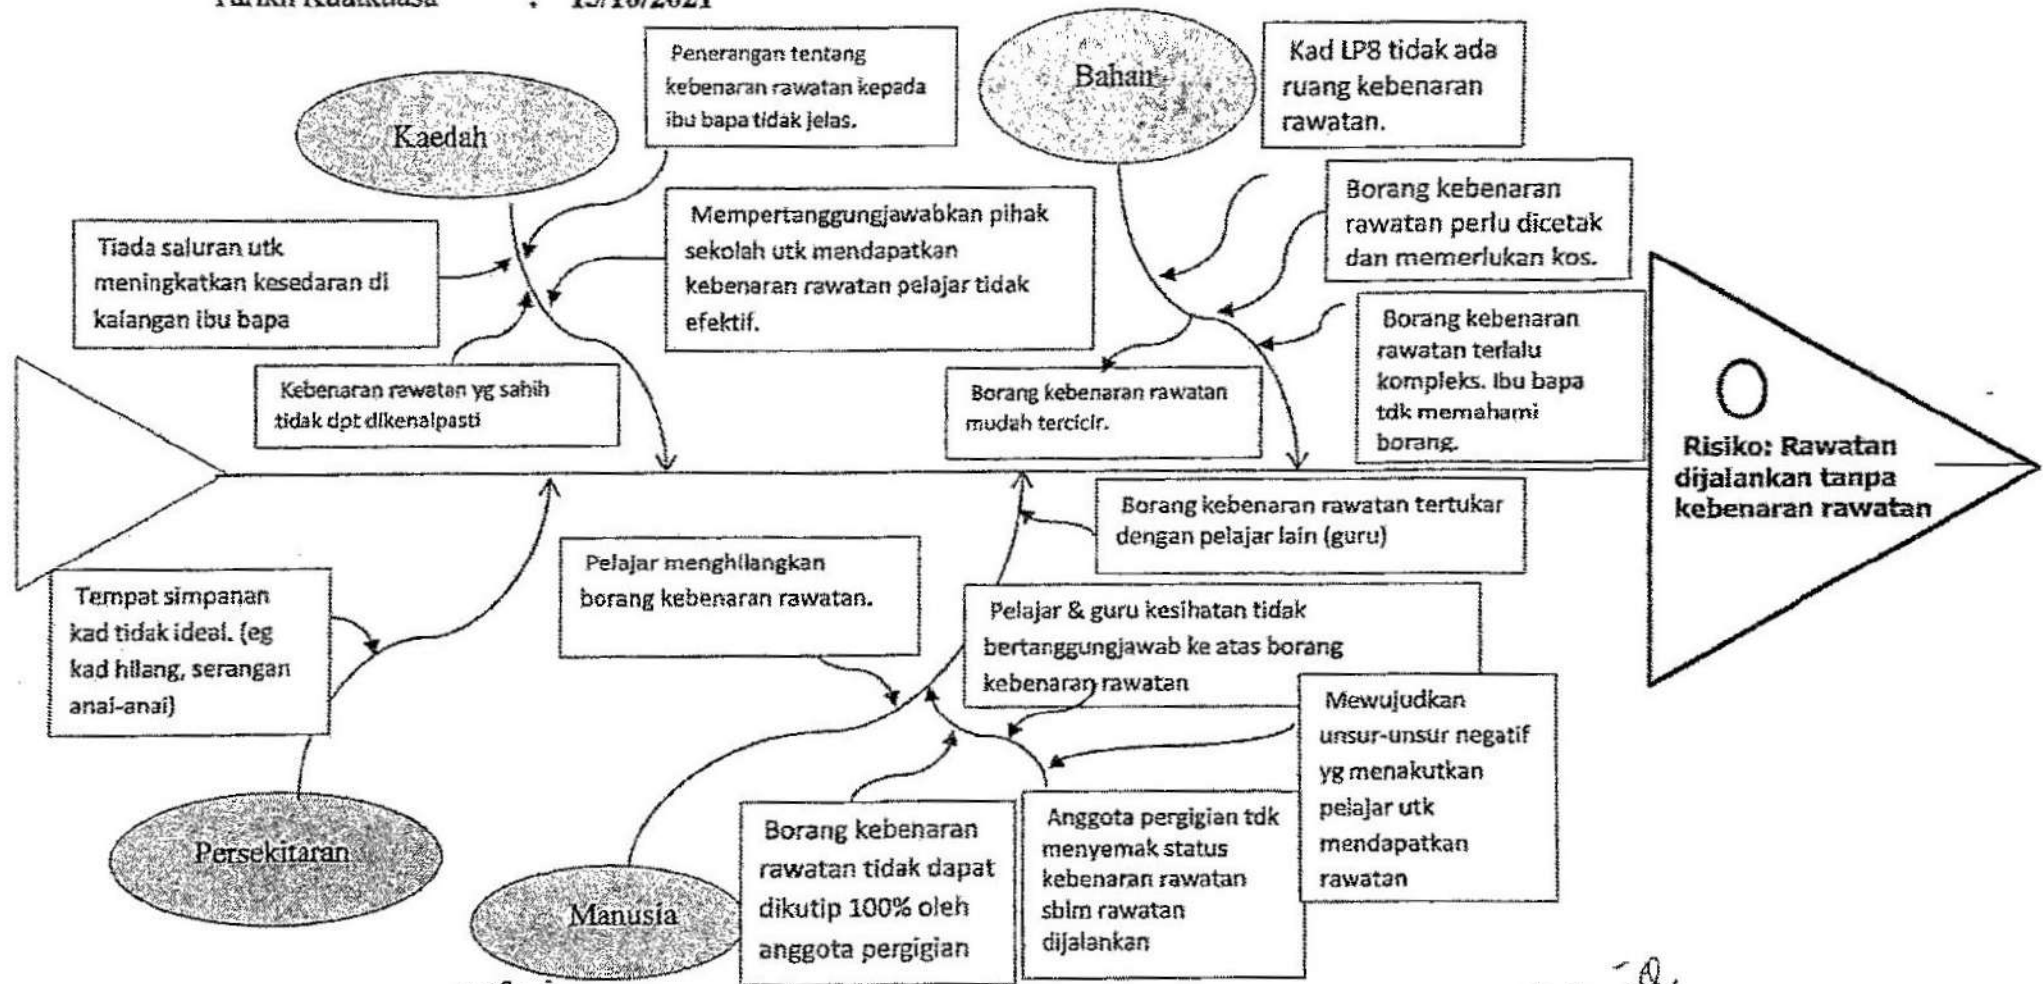 : 15/10/2021
Kaedah
Penerangan tentang
kebenaran rawatan kepada
ibu bapa tidak jelas.
Tiada saluran utk
meningkatkan kesedaran di
kalangan ibu bapa
Mempertanggungjawabkan pihak
sekolah utk mendapatkan
kebenaran rawatan pelajar tidak
efektif.
Kebenaran rawatan yg sahih
tidak dpt dikenalpasti
Bahan
Kad LP8 tidak ada
ruang kebenaran
rawatan.
Borang kebenaran
rawatan perlu dicetak
dan memerlukan kos.
Borang kebenaran
rawatan terlalu
kompleks. Ibu bapa
tdk memahami
borang.
Borang kebenaran rawatan
mudah tercicir.
Risiko: Rawatan
dijalankan tanpa
kebenaran rawatan
Tempat simpanan
kad tidak ideal. (eg
kad hilang, serangan
anai-anai)
Persekitaran
Pelajar menghilangkan
borang kebenaran rawatan.
Borang kebenaran rawatan tertukar
dengan pelajar lain (guru)
Pelajar & guru kesihatan tidak
bertanggungjawab ke atas borang
kebenaran rawatan
Mewujudkan
unsur-unsur negatif
yg menakutkan
pelajar utk
mendapatkan
rawatan
Manusia
Borang kebenaran
rawatan tidak dapat
dikutip 100% oleh
anggota pergigian
Anggota pergigian tdk
menyemak status
kebenaran rawatan
sblm rawatan
dijalankan